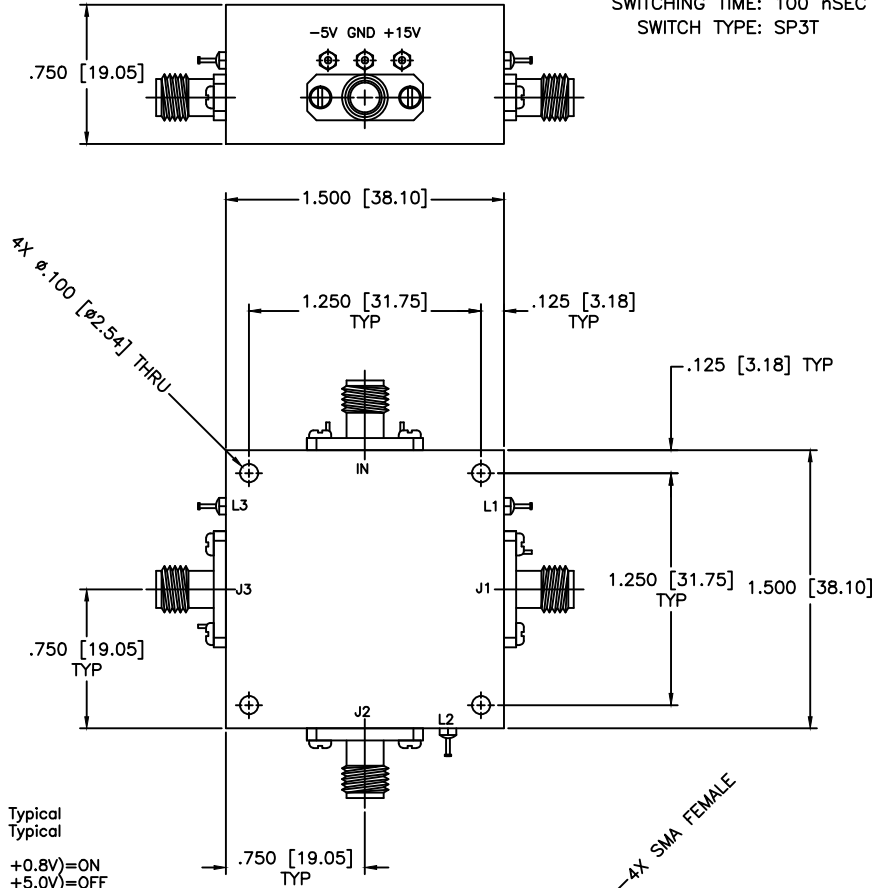 SWITCHING TIME: 100 nSEC
SWITCH TYPE: SP3T
-5V GND +15V
.750 [19.05]
1.500 [38.10]
4X ø.100 [ø2.54] THRU
1.250 [31.75]
TYP
.125 [3.18]
TYP
.125 [3.18] TYP
IN
L3
L1
J3
J1
1.250 [31.75]
TYP
1.500 [38.10]
.750 [19.05]
TYP
J2
L2
Typical
Typical
+0.8V)=ON
+5.0V)=OFF
.750 [19.05]
TYP
4X SMA FEMALE